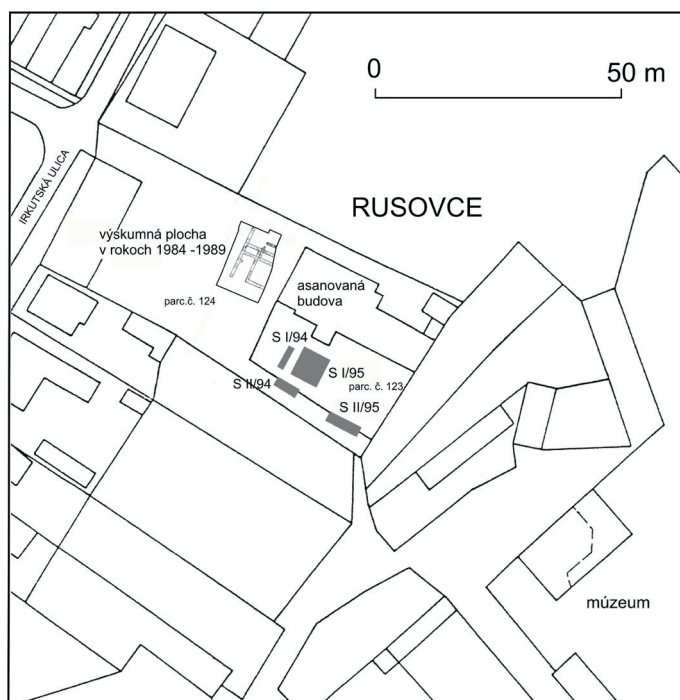 0
50 m
IRKUTSKÁ ULICA
RUSOVCE
výskumná plocha
v rokoch 1984 -1989
asanovaná
budova
parc.č. 124
S I/94
S I/95
S II/94
parc. č. 123
S II/95
múzeum